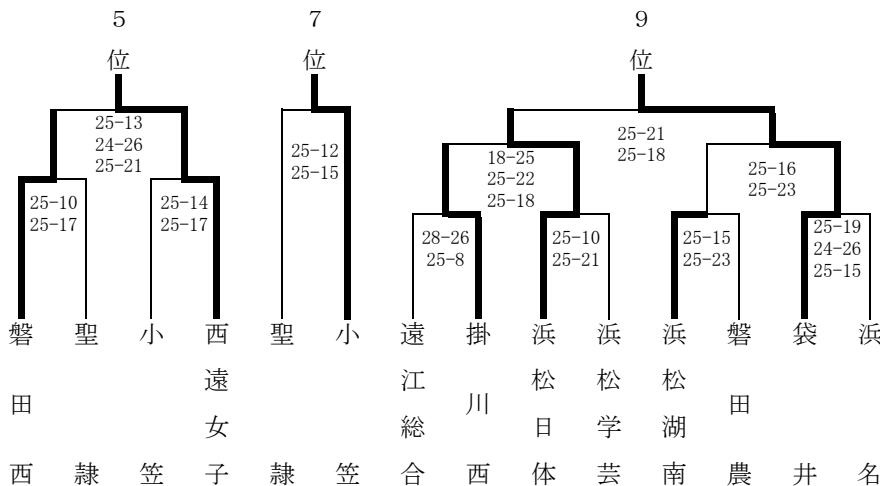 5位
7位
9位
25-13
24-26
25-21
25-12
25-15
25-21
25-18
18-25
25-22
25-18
25-16
25-23
25-10
25-17
25-14
25-17
28-26
25-8
25-10
25-21
25-15
25-23
25-19
24-26
25-15
磐田西
聖隷
小笠
西遠女子
聖隷
小笠
遠江総合
掛川西
浜松日体
浜松学芸
浜松湖南
磐田農
袋井
浜名